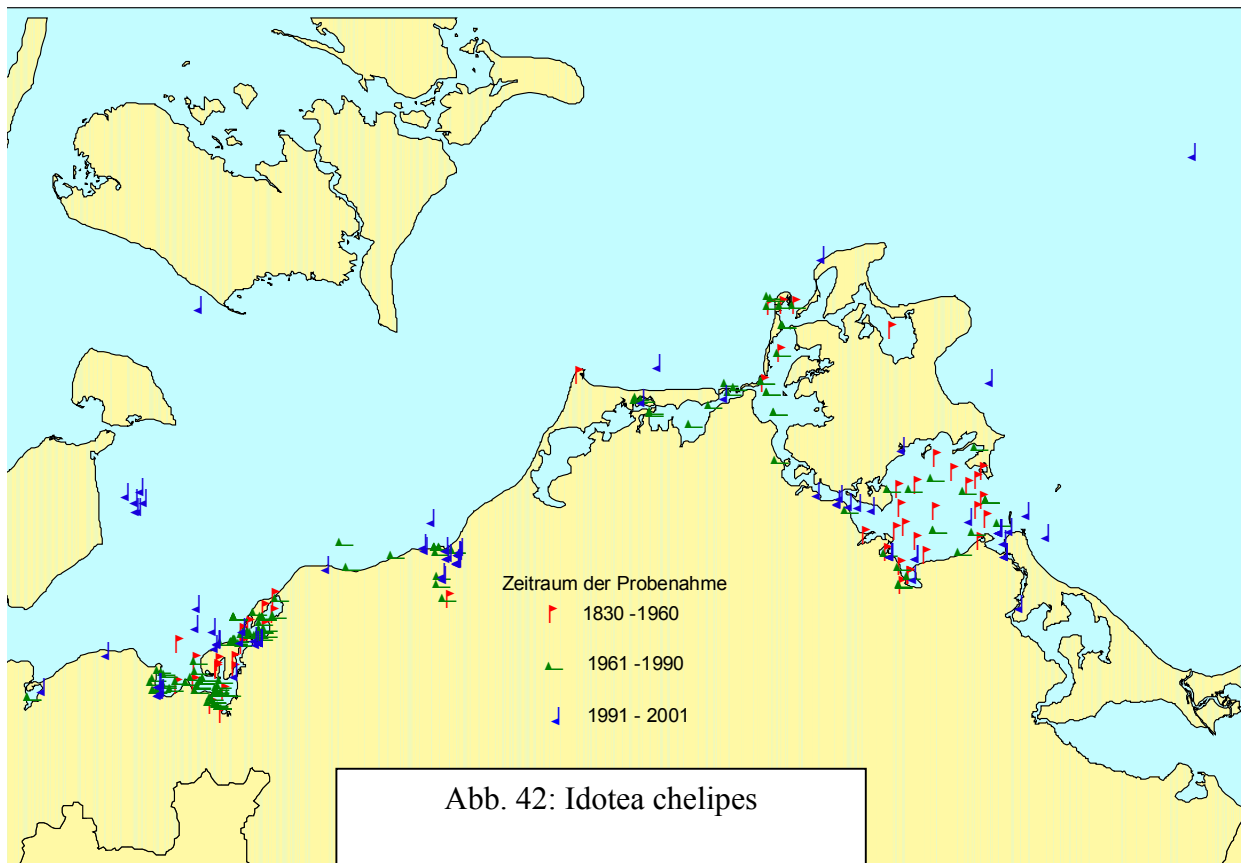 Zeitraum der Probenahme
1830 -1960
1961 -1990
1991 - 2001
Abb. 42: Idotea chelipes